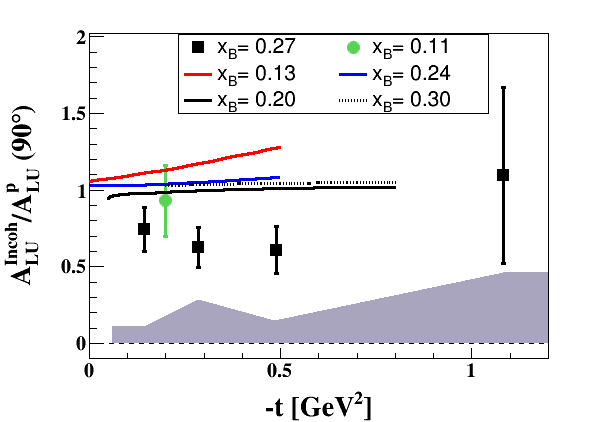 2
x_B= 0.27 x_B= 0.11
x_B= 0.13 x_B= 0.24
x_B= 0.20 x_B= 0.30
1.5
1
0.5
0
A_LU^Incoh/A_LU^p (90°)
0 0.5 1
-t [GeV²]